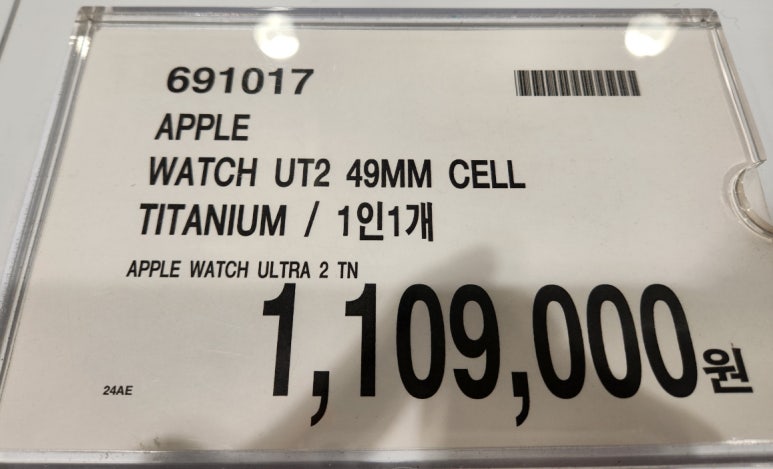 691017
APPLE
WATCH UT2 49MM CELL
TITANIUM / 1인1개
APPLE WATCH ULTRA 2 TN
1,109,000원
24AE